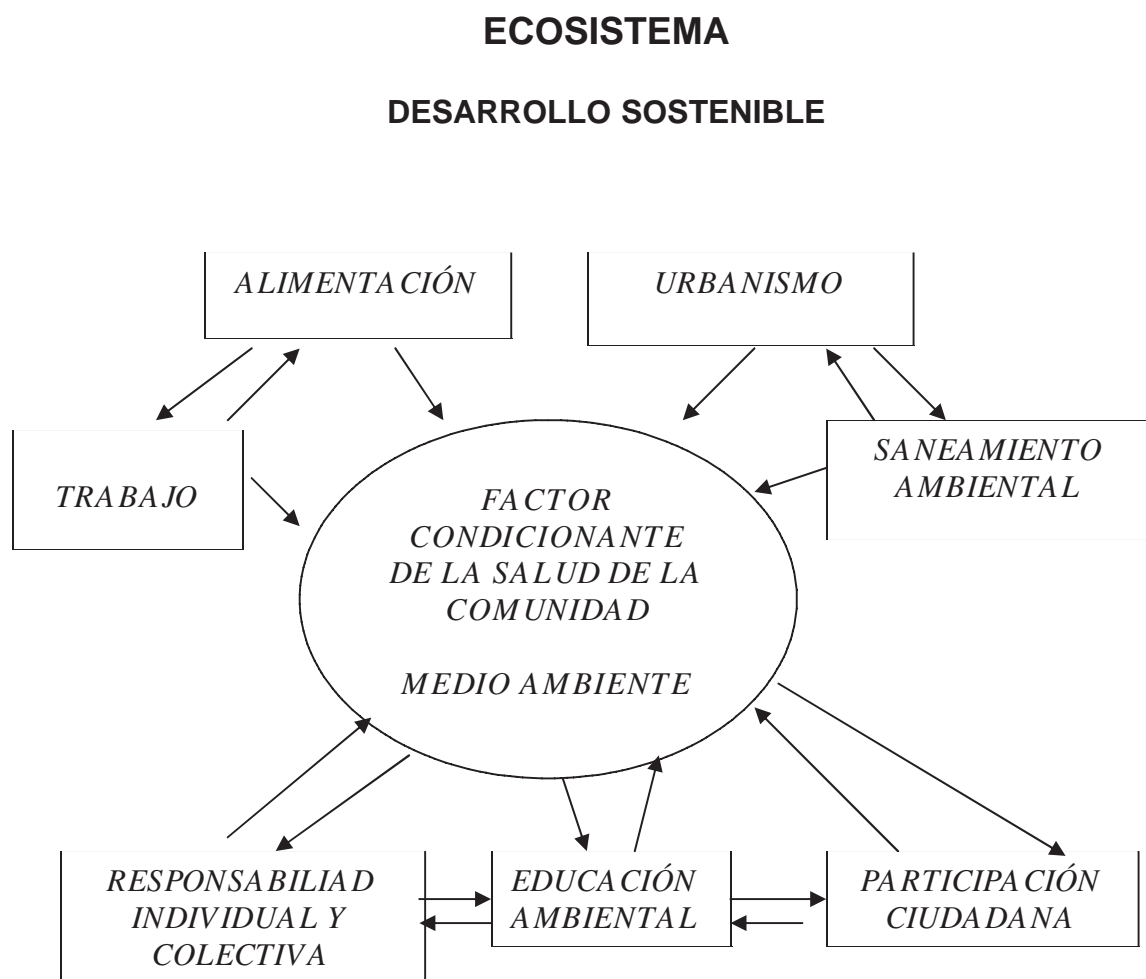 ECOSISTEMA
DESARROLLO SOSTENIBLE
ALIMENTACIÓN
URBANISMO
TRABAJO
SANEAMIENTO
AMBIENTAL
FACTOR
CONDICIONANTE
DE LA SALUD DE LA
COMUNIDAD
MEDIO AMBIENTE
RESPONSABILIAD
INDIVIDUAL Y
COLECTIVA
EDUCACIÓN
AMBIENTAL
PARTICIPACIÓN
CIUDADANA